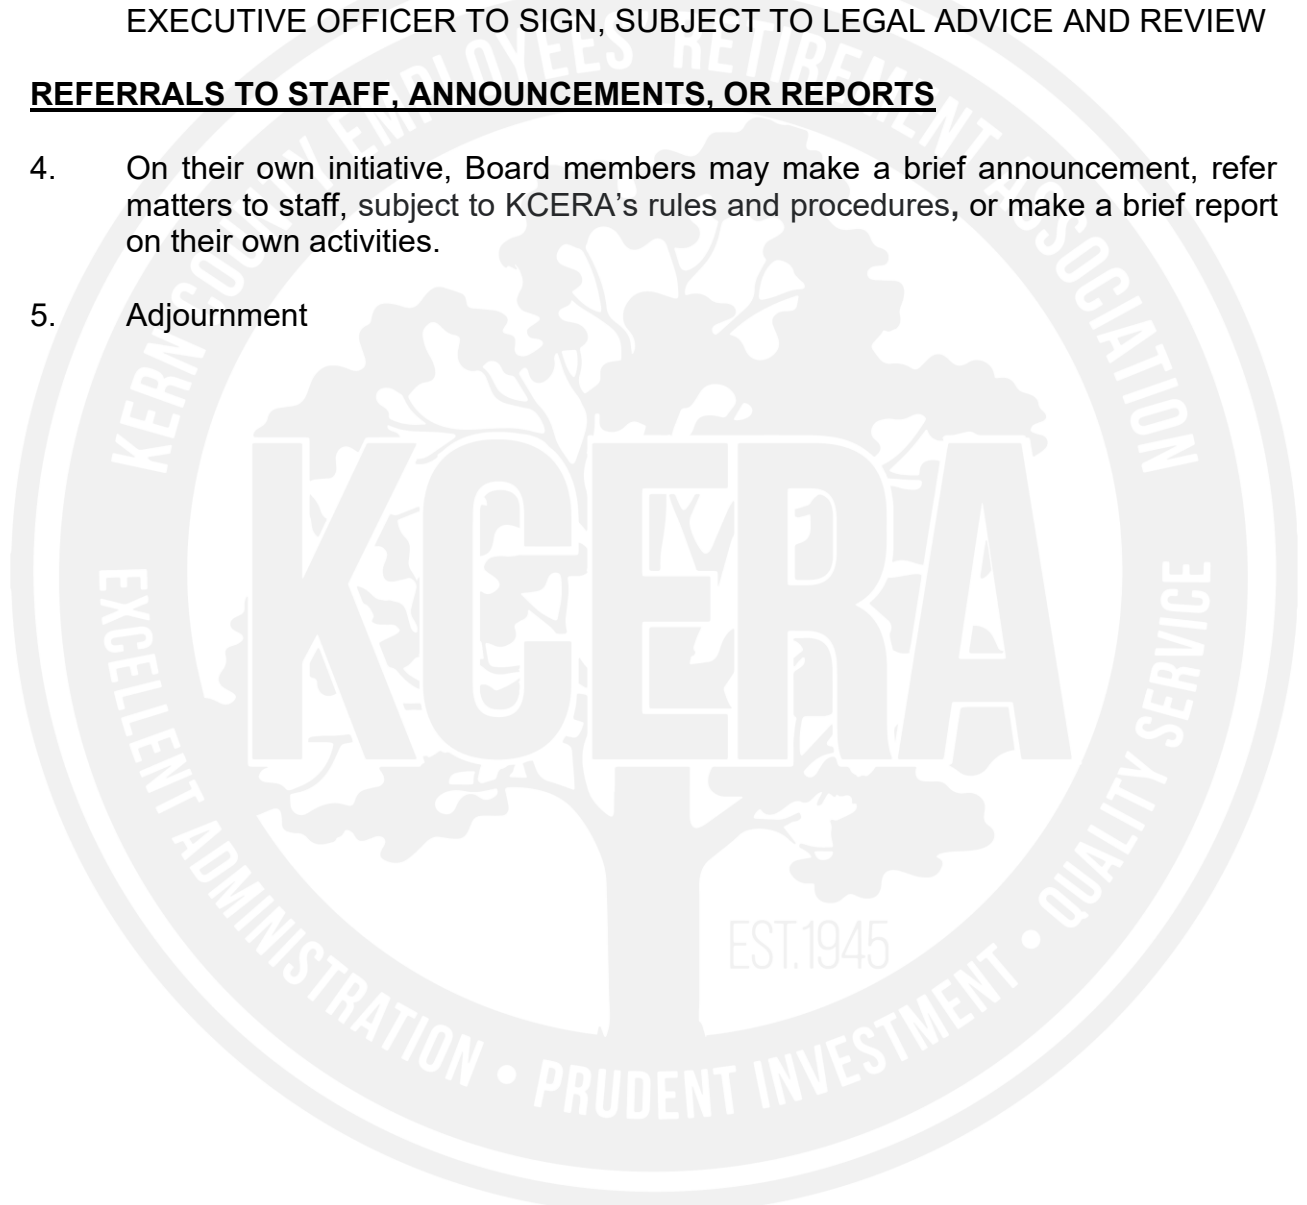 EXECUTIVE OFFICER TO SIGN, SUBJECT TO LEGAL ADVICE AND REVIEW
REFERRALS TO STAFF, ANNOUNCEMENTS, OR REPORTS
4. On their own initiative, Board members may make a brief announcement, refer
matters to staff, subject to KCERA’s rules and procedures, or make a brief report
on their own activities.
5. Adjournment
KERN COUNTY EMPLOYEES' RETIREMENT ASSOCIATION
KCERA
EST.1945
EXCELLENT ADMINISTRATION • PRUDENT INVESTMENT • QUALITY SERVICE